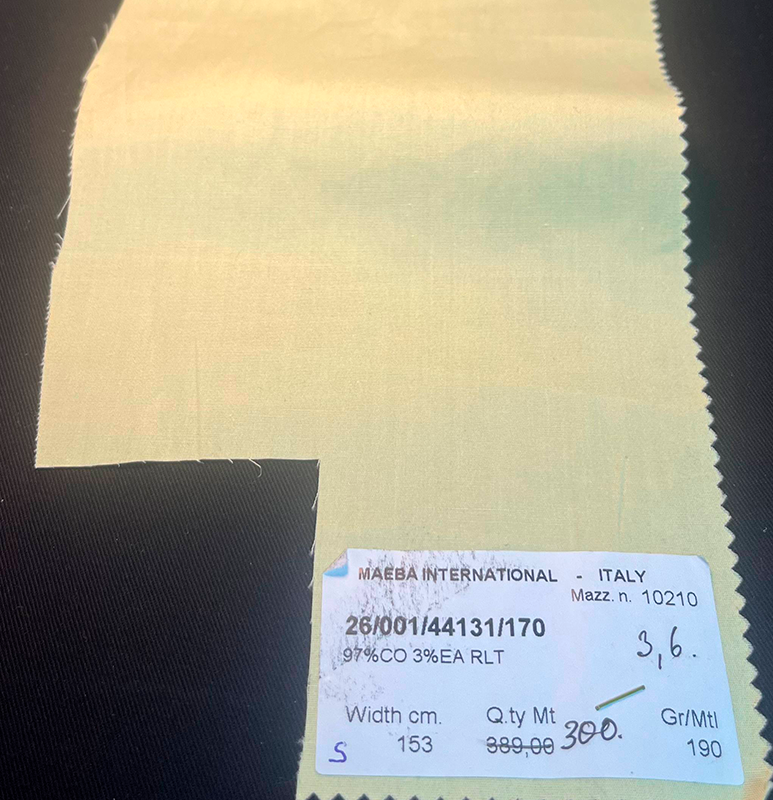 MAEBA INTERNATIONAL - ITALY
Mazz. n. 10210
26/001/44131/170
97%CO 3%EA RLT
3,6.
Width cm. Q.ty Mt Gr/Mtl
S 153 389,00 300. 190